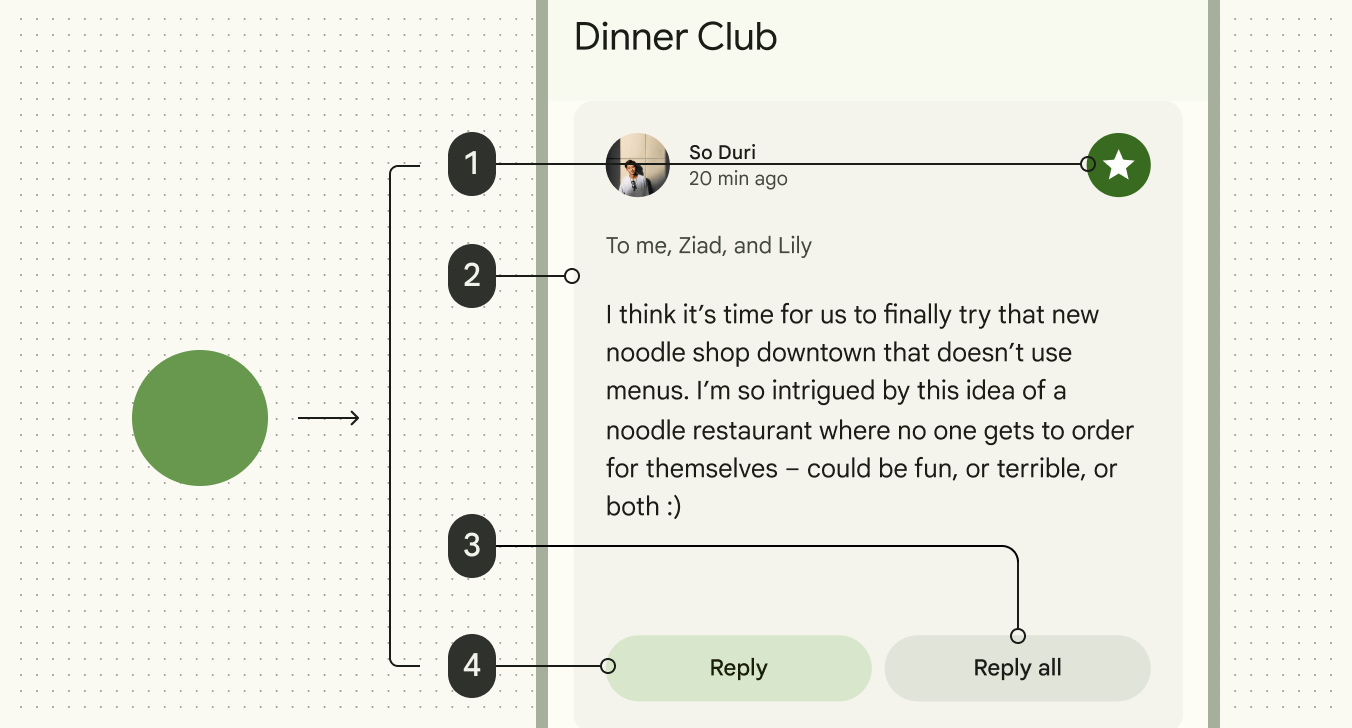 Dinner Club
1
So Duri
20 min ago
2
To me, Ziad, and Lily
I think it’s time for us to finally try that new
noodle shop downtown that doesn’t use
menus. I’m so intrigued by this idea of a
noodle restaurant where no one gets to order
for themselves – could be fun, or terrible, or
both :)
3
4
Reply
Reply all